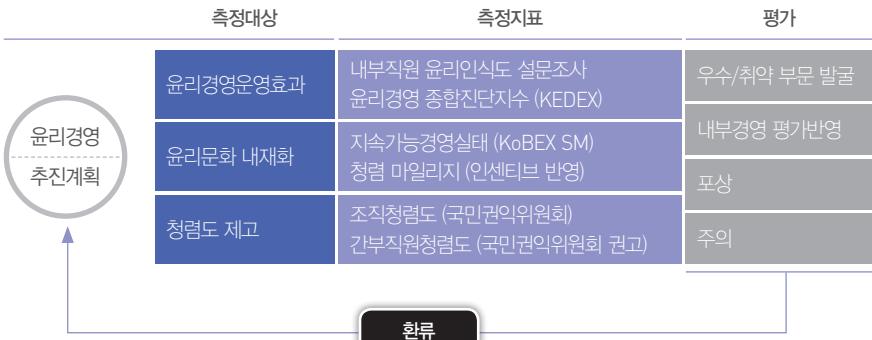 측정대상
측정지표
평가
윤리경영
추진계획
윤리경영운영효과
내부직원 윤리인식도 설문조사
윤리경영 종합진단지수 (KEDEX)
윤리문화 내재화
지속가능경영실태 (KoBEX SM)
청렴 마일리지 (인센티브 반영)
청렴도 제고
조직청렴도 (국민권익위원회)
간부직원청렴도 (국민권익위원회 권고)
우수/취약 부문 발굴
내부경영 평가반영
포상
주의
환류